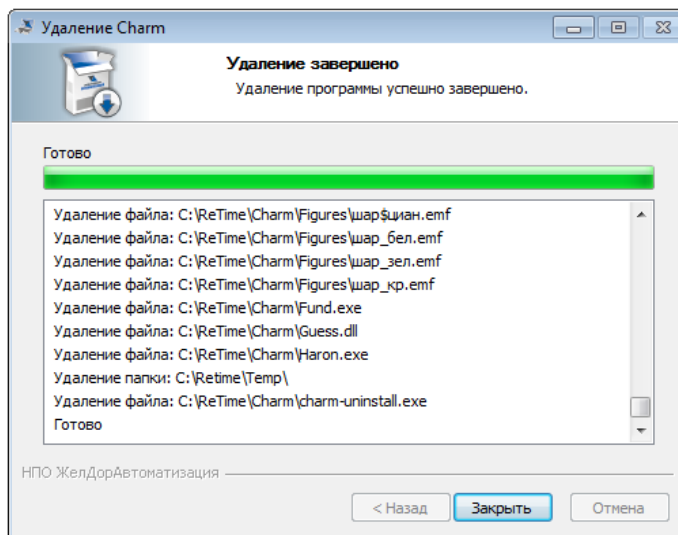 Удаление Charm
Удаление завершено
Удаление программы успешно завершено.
Готово
Удаление файла: C:\ReTime\Charm\Figures\шар$циан.emf
Удаление файла: C:\ReTime\Charm\Figures\шар_бел.emf
Удаление файла: C:\ReTime\Charm\Figures\шар_зел.emf
Удаление файла: C:\ReTime\Charm\Figures\шар_кр.emf
Удаление файла: C:\ReTime\Charm\Fund.exe
Удаление файла: C:\ReTime\Charm\Guess.dll
Удаление файла: C:\ReTime\Charm\Haron.exe
Удаление папки: C:\Retime\Temp\
Удаление файла: C:\ReTime\Charm\charm-uninstall.exe
Готово
НПО ЖелДорАвтоматизация
< Назад
Закрыть
Отмена